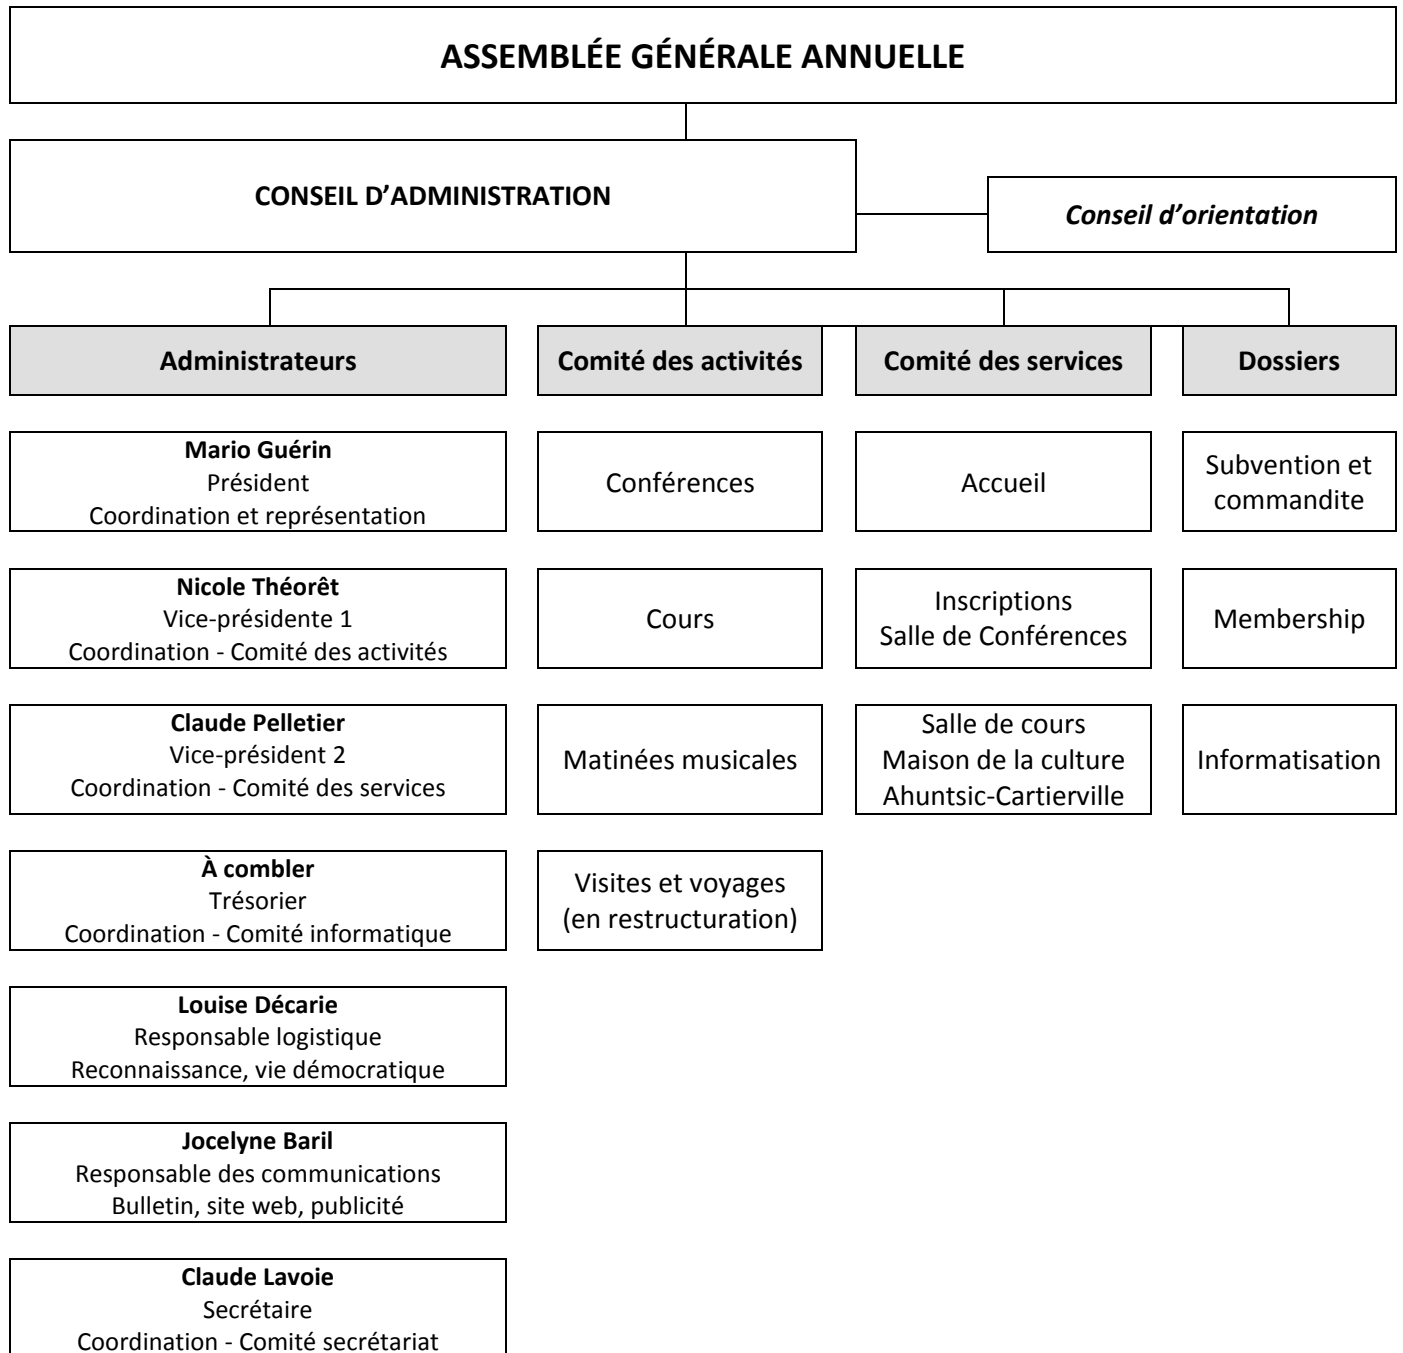 ASSEMBLÉE GÉNÉRALE ANNUELLE
CONSEIL D’ADMINISTRATION
Conseil d’orientation
Administrateurs
Mario Guérin
Président
Coordination et représentation
Nicole Théorêt
Vice-présidente 1
Coordination - Comité des activités
Claude Pelletier
Vice-président 2
Coordination - Comité des services
À combler
Trésorier
Coordination - Comité informatique
Louise Décarie
Responsable logistique
Reconnaissance, vie démocratique
Jocelyne Baril
Responsable des communications
Bulletin, site web, publicité
Claude Lavoie
Secrétaire
Coordination - Comité secrétariat
Comité des activités
Conférences
Cours
Matinées musicales
Visites et voyages
(en restructuration)
Comité des services
Accueil
Inscriptions
Salle de Conférences
Salle de cours
Maison de la culture
Ahuntsic-Cartierville
Dossiers
Subvention et
commandite
Membership
Informatisation